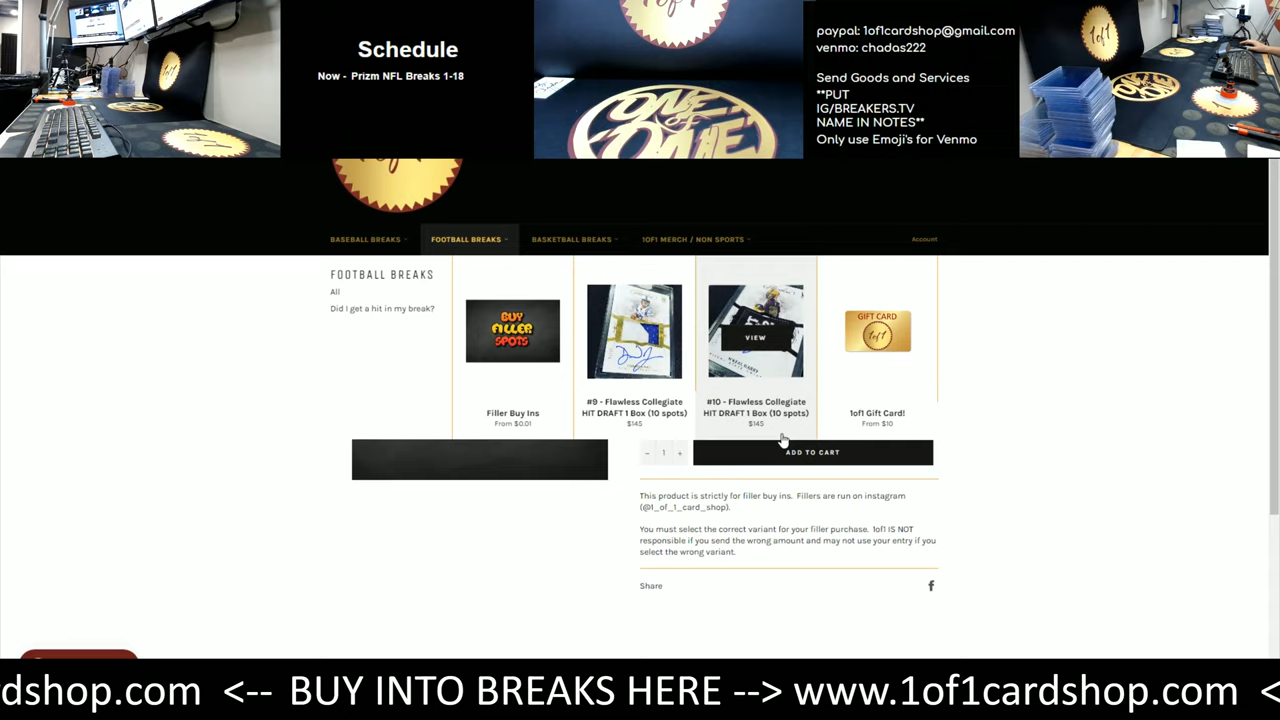 Schedule
Now - Prizm NFL Breaks 1-18
1of1
ONE OF ONE
paypal: 1of1cardshop@gmail.com
venmo: chadas222
Send Goods and Services
**PUT
IG/BREAKERS.TV
NAME IN NOTES**
Only use Emoji's for Venmo
BASEBALL BREAKS
FOOTBALL BREAKS
BASKETBALL BREAKS
1OF1 MERCH / NON SPORTS
Account
FOOTBALL BREAKS
All
Did I get a hit in my break?
BUY
FILLER
SPOTS
Filler Buy Ins
From $0.01
#9 - Flawless Collegiate
HIT DRAFT 1 Box (10 spots)
$145
VIEW
#10 - Flawless Collegiate
HIT DRAFT 1 Box (10 spots)
$145
GIFT CARD
1of1
1of1 Gift Card!
From $10
− 1 +
ADD TO CART
This product is strictly for filler buy ins. Fillers are run on instagram
(@1_of_1_card_shop).
You must select the correct variant for your filler purchase. 1of1 IS NOT
responsible if you send the wrong amount and may not use your entry if you
select the wrong variant.
Share
dshop.com <-- BUY INTO BREAKS HERE --> www.1of1cardshop.com <